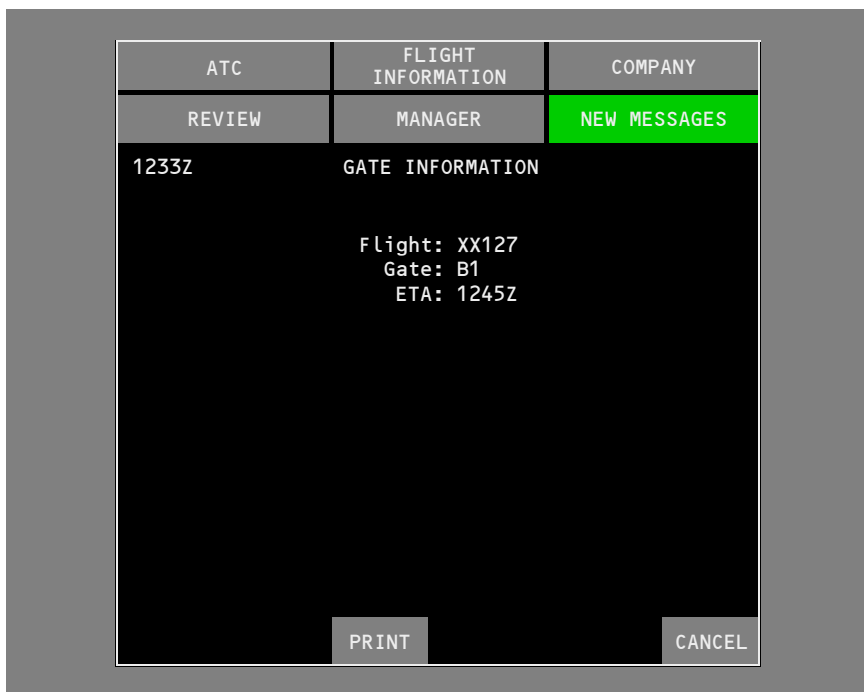 ATC
FLIGHT
INFORMATION
COMPANY
REVIEW
MANAGER
NEW MESSAGES
1233Z
GATE INFORMATION
Flight: XX127
Gate: B1
ETA: 1245Z
PRINT
CANCEL